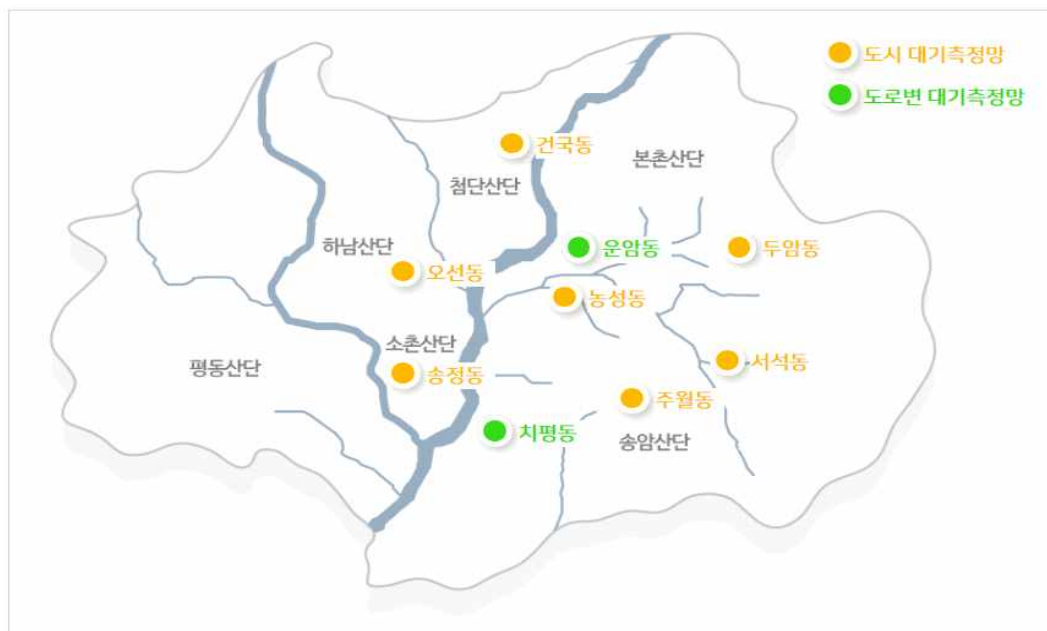 도시 대기측정망
도로변 대기측정망
건국동
본촌산단
첨단산단
하남산단
운암동
두암동
오선동
농성동
소촌산단
평동산단
송정동
서석동
주월동
치평동
송암산단